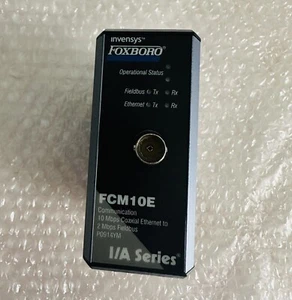 invensys™
FOXBORO®
Operational Status
Fieldbus Tx Rx
Ethernet Tx Rx
FCM10E
Communication
10 Mbps Coaxial Ethernet to
2 Mbps Fieldbus
P0914YM
I/A Series®